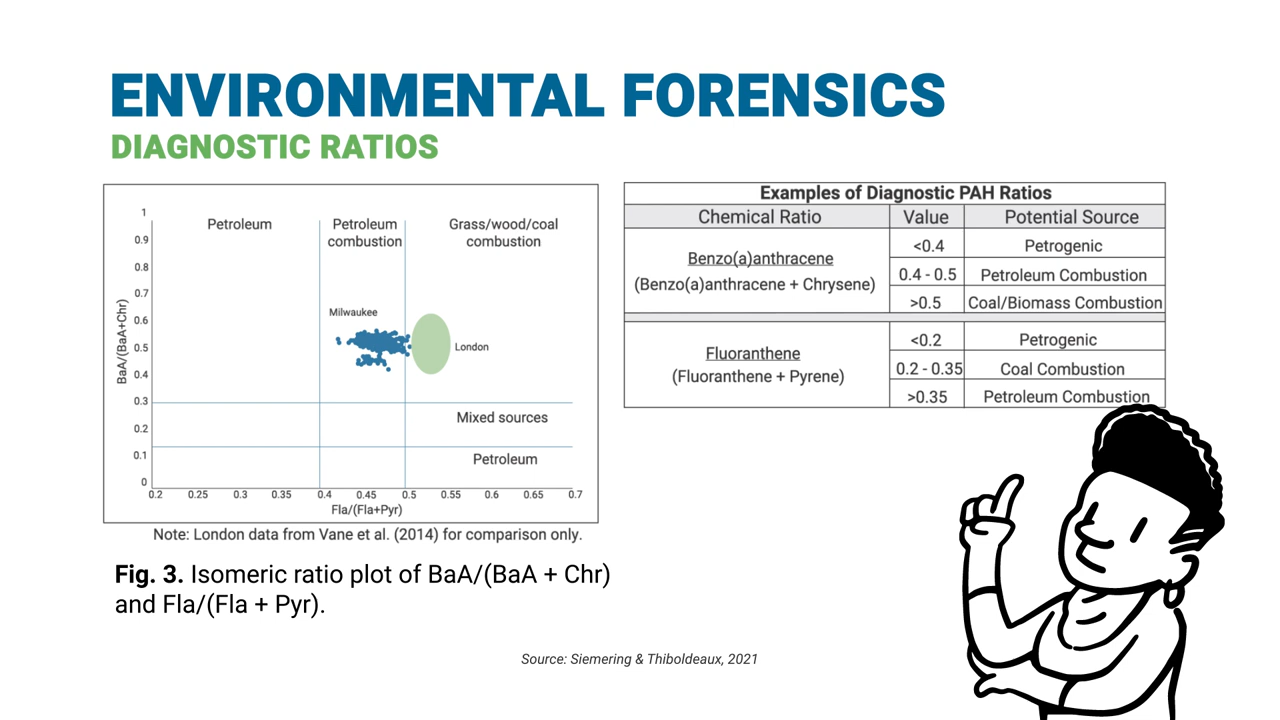 ENVIRONMENTAL FORENSICS
DIAGNOSTIC RATIOS
1
0.9
0.8
0.7
0.6
0.5
0.4
0.3
0.2
0.1
0
BaA/(BaA+Chr)
Petroleum
Petroleum
combustion
Grass/wood/coal
combustion
Milwaukee
London
Mixed sources
Petroleum
0.2 0.25 0.3 0.35 0.4 0.45 0.5 0.55 0.6 0.65 0.7
Fla/(Fla+Pyr)
Note: London data from Vane et al. (2014) for comparison only.
Fig. 3. Isomeric ratio plot of BaA/(BaA + Chr)
and Fla/(Fla + Pyr).
Examples of Diagnostic PAH Ratios
Chemical Ratio Value Potential Source
Benzo(a)anthracene
(Benzo(a)anthracene + Chrysene)
<0.4 Petrogenic
0.4 - 0.5 Petroleum Combustion
>0.5 Coal/Biomass Combustion
Fluoranthene
(Fluoranthene + Pyrene)
<0.2 Petrogenic
0.2 - 0.35 Coal Combustion
>0.35 Petroleum Combustion
Source: Siemering & Thiboldeaux, 2021